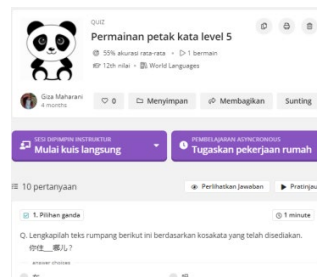 QUIZ
Permainan petak kata level 5
55% akurasi rata-rata • 1 bermain
12th nilai • World Languages
Giza Maharani
4 months
0
Menyimpan
Membagikan
Sunting
SESI DIPIMPIN INSTRUKTUR
Mulai kuis langsung
PEMBELAJARAN ASYNCRONOUS
Tugaskan pekerjaan rumah
10 pertanyaan
Perlihatkan Jawaban
Pratinjau
1. Pilihan ganda
1 minute
Q. Lengkapilah teks rumpang berikut ini berdasarkan kosakata yang telah disediakan.
你住__哪儿？
answer choices